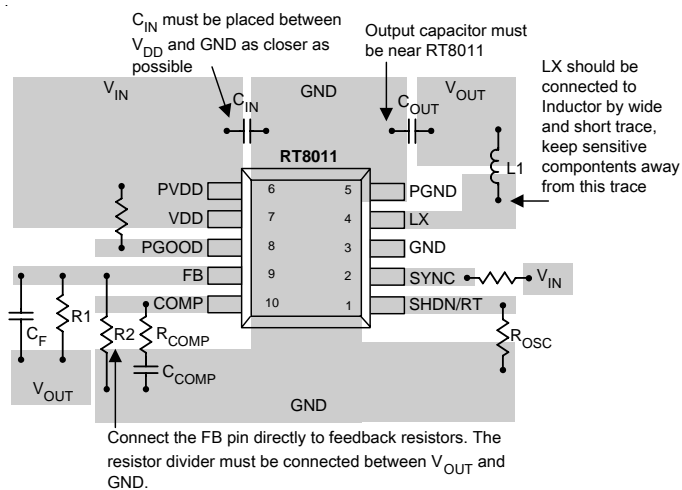 C_IN must be placed between
V_DD and GND as closer as
possible
Output capacitor must
be near RT8011
LX should be
connected to
Inductor by wide
and short trace,
keep sensitive
compontents away
from this trace
V_IN
GND
V_OUT
C_IN
C_OUT
L1
RT8011
PVDD 6 5 PGND
VDD 7 4 LX
PGOOD 8 3 GND
FB 9 2 SYNC
V_IN
COMP 10 1 SHDN/RT
C_F
R1
R2
R_COMP
C_COMP
R_OSC
V_OUT
GND
Connect the FB pin directly to feedback resistors. The
resistor divider must be connected between V_OUT and
GND.